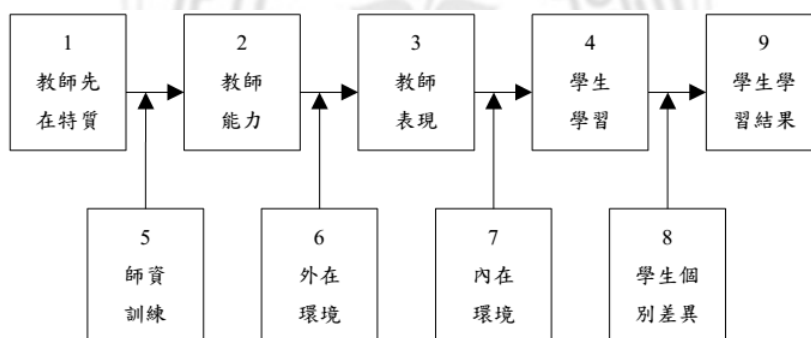 1
教師先
在特質
2
教師
能力
3
教師
表現
4
學生
學習
9
學生學
習結果
5
師資
訓練
6
外在
環境
7
內在
環境
8
學生個
別差異